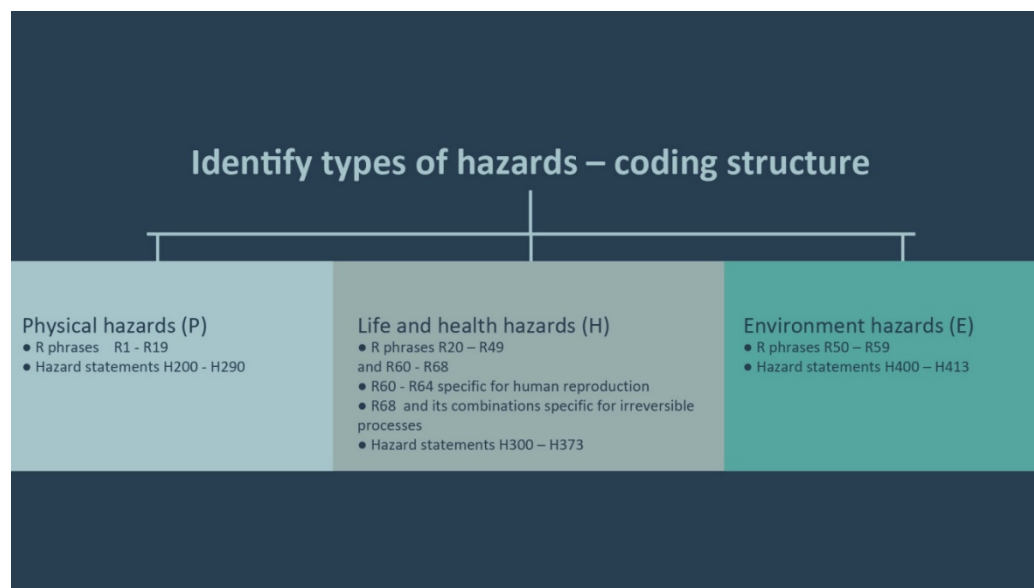 Identify types of hazards – coding structure
Physical hazards (P)
● R phrases R1 - R19
● Hazard statements H200 - H290
Life and health hazards (H)
● R phrases R20 – R49
and R60 - R68
● R60 - R64 specific for human reproduction
● R68 and its combinations specific for irreversible
processes
● Hazard statements H300 – H373
Environment hazards (E)
● R phrases R50 – R59
● Hazard statements H400 – H413